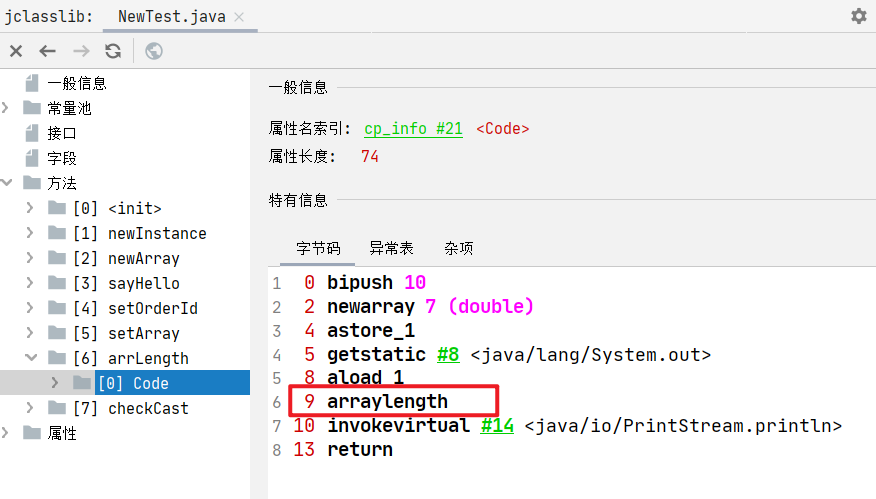 jclasslib: NewTest.java
一般信息
常量池
接口
字段
方法
[0] <init>
[1] newInstance
[2] newArray
[3] sayHello
[4] setOrderId
[5] setArray
[6] arrLength
[0] Code
[7] checkCast
属性
一般信息
属性名索引: cp_info #21 <Code>
属性长度: 74
特有信息
字节码 异常表 杂项
1 0 bipush 10
2 2 newarray 7 (double)
3 4 astore_1
4 5 getstatic #8 <java/lang/System.out>
5 8 aload_1
6 9 arraylength
7 10 invokevirtual #14 <java/io/PrintStream.println>
8 13 return